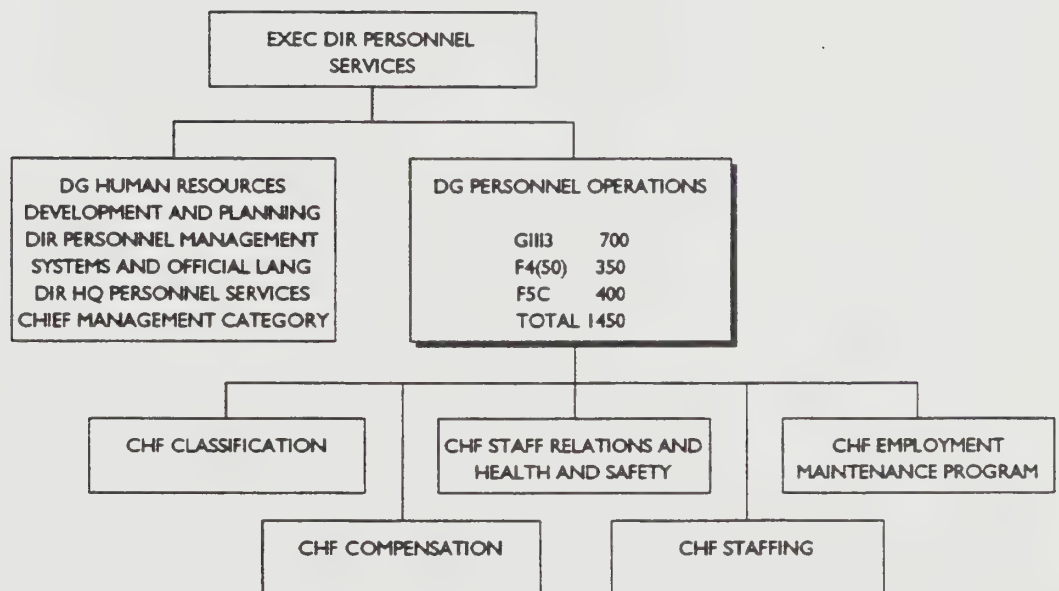 EXEC DIR PERSONNEL
SERVICES
DG HUMAN RESOURCES
DEVELOPMENT AND PLANNING
DIR PERSONNEL MANAGEMENT
SYSTEMS AND OFFICIAL LANG
DIR HQ PERSONNEL SERVICES
CHIEF MANAGEMENT CATEGORY
DG PERSONNEL OPERATIONS
GIII3 700
F4(50) 350
F5C 400
TOTAL 1450
CHF CLASSIFICATION
CHF STAFF RELATIONS AND
HEALTH AND SAFETY
CHF EMPLOYMENT
MAINTENANCE PROGRAM
CHF COMPENSATION
CHF STAFFING